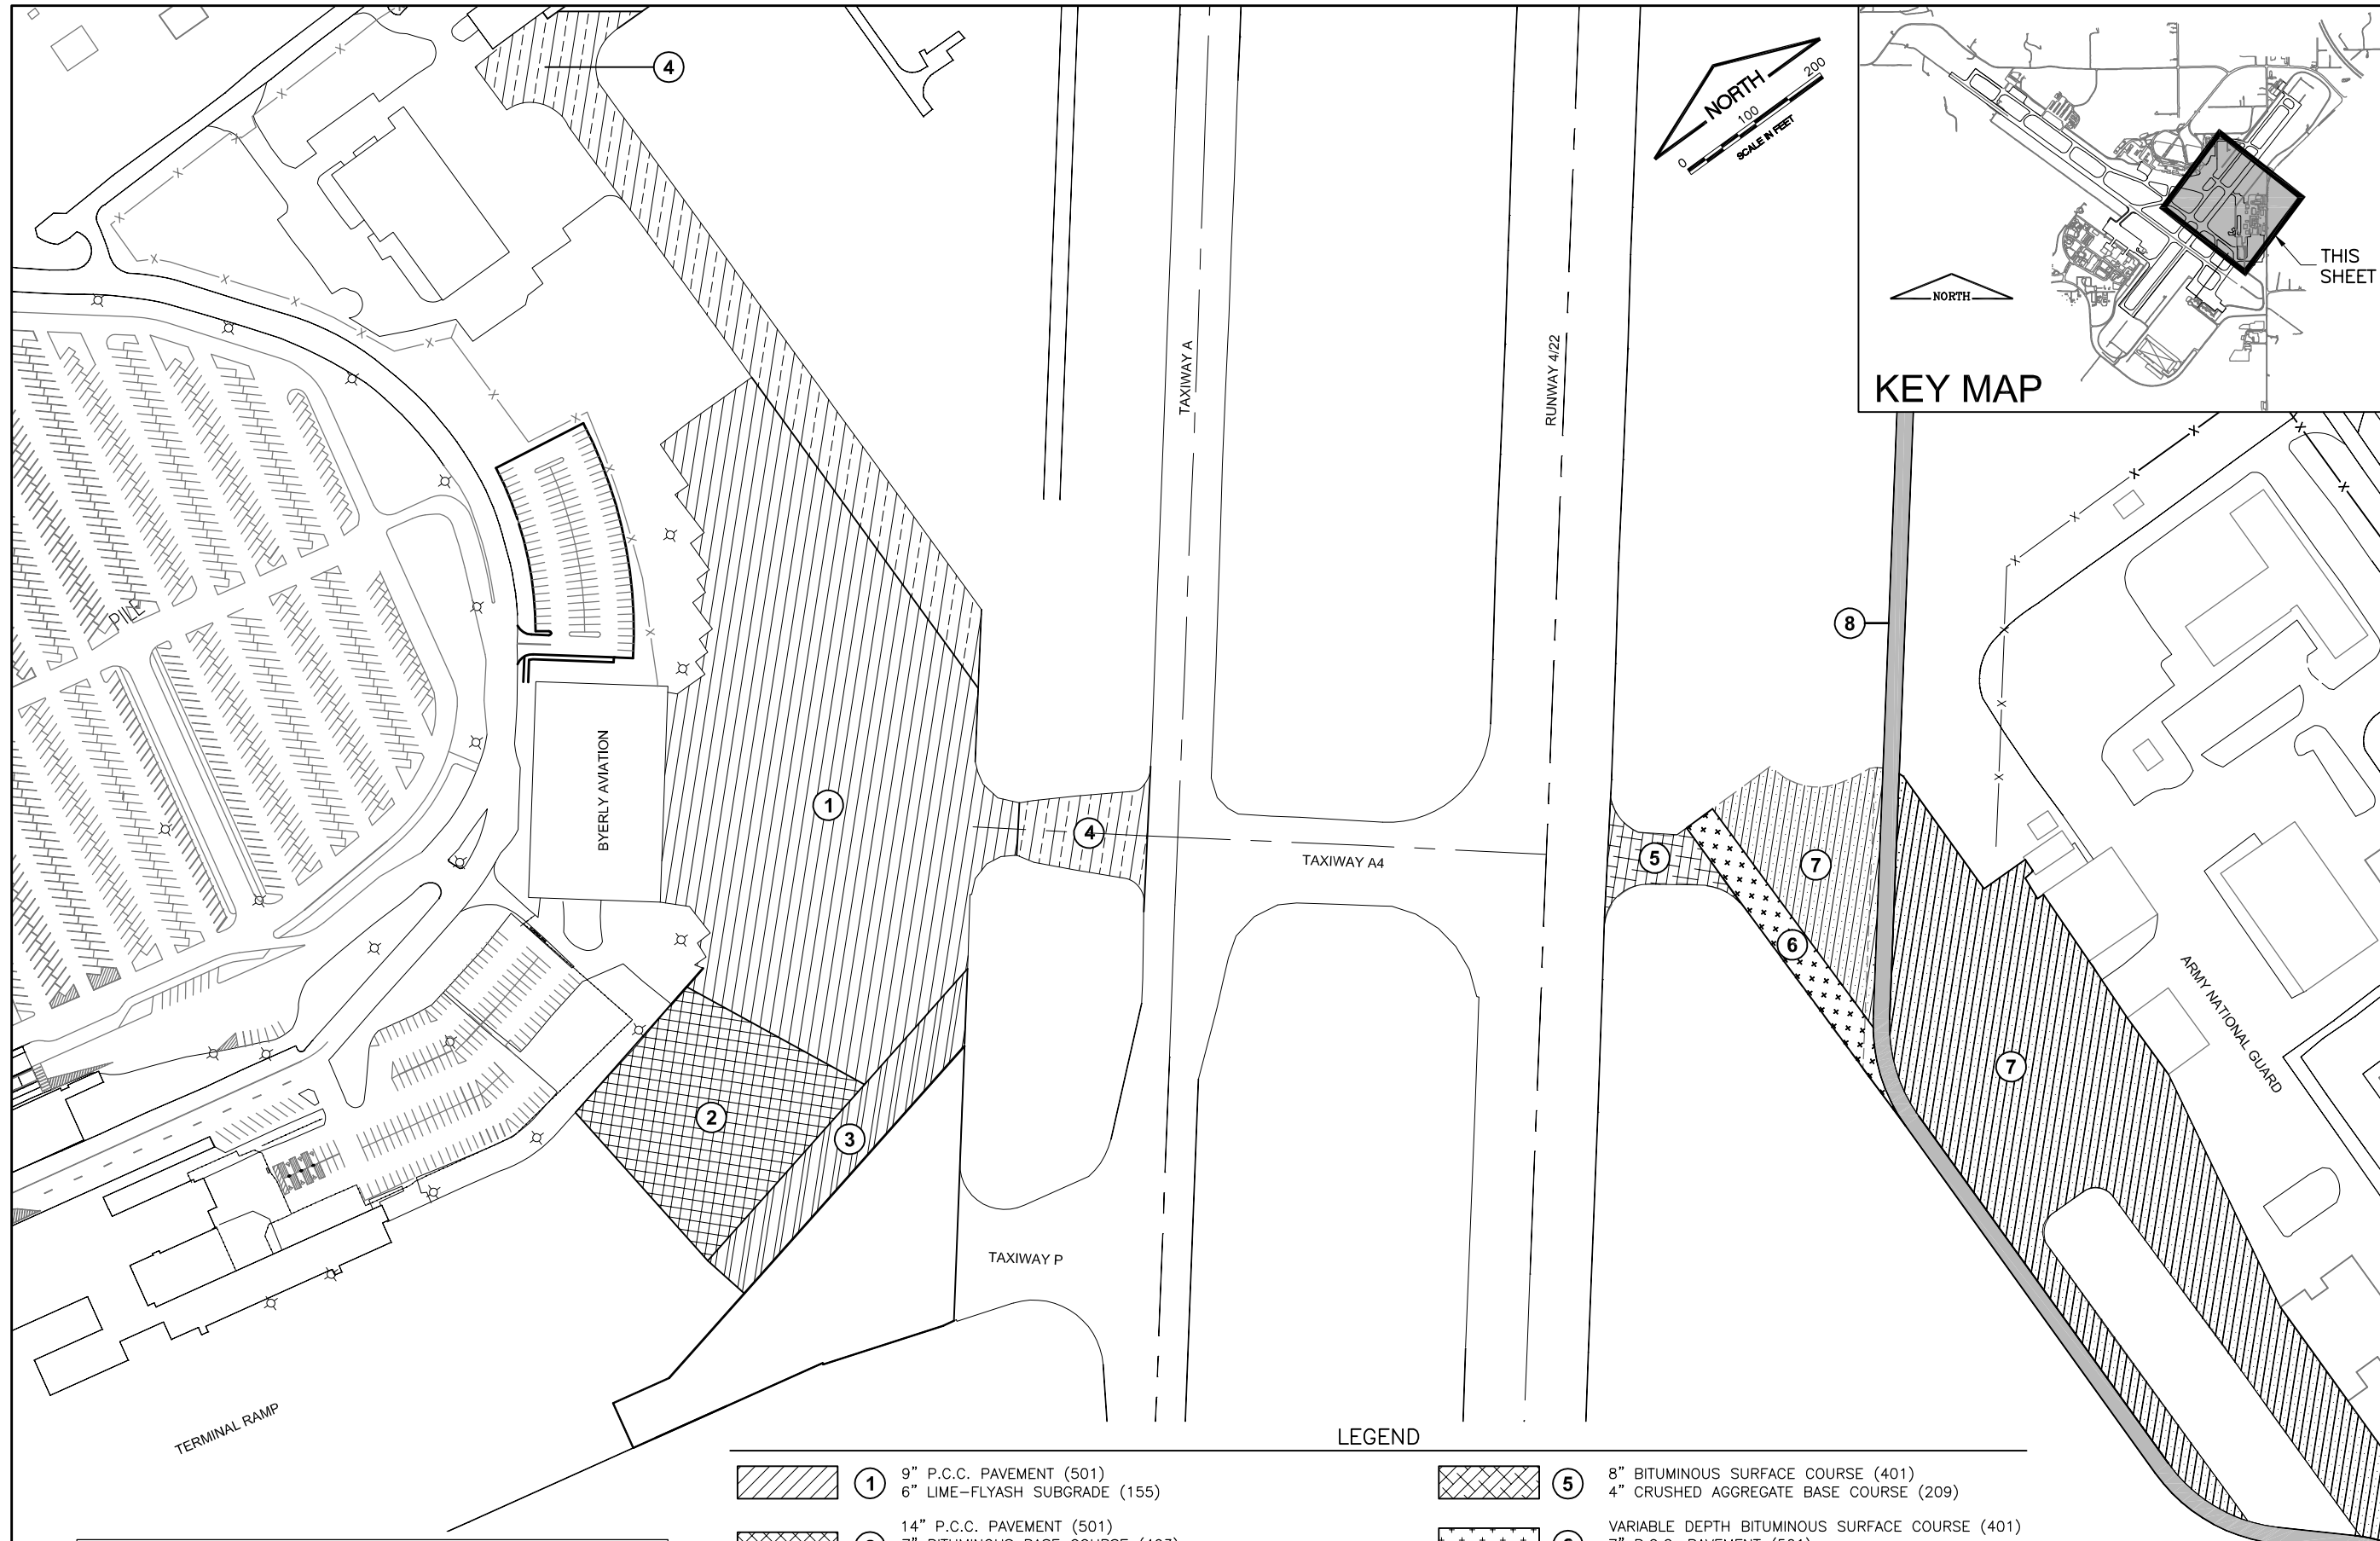 4
NORTH
0
100
200
SCALE IN FEET
NORTH
KEY MAP
THIS
SHEET
TAXIWAY A
RUNWAY 4/22
8
BYERLY AVIATION
1
4
TAXIWAY A4
5
7
6
ARMY NATIONAL GUARD
7
2
3
TAXIWAY P
TERMINAL RAMP
LEGEND
1
9" P.C.C. PAVEMENT (501)
6" LIME-FLYASH SUBGRADE (155)
14" P.C.C. PAVEMENT (501)
5
8" BITUMINOUS SURFACE COURSE (401)
4" CRUSHED AGGREGATE BASE COURSE (209)
VARIABLE DEPTH BITUMINOUS SURFACE COURSE (401)